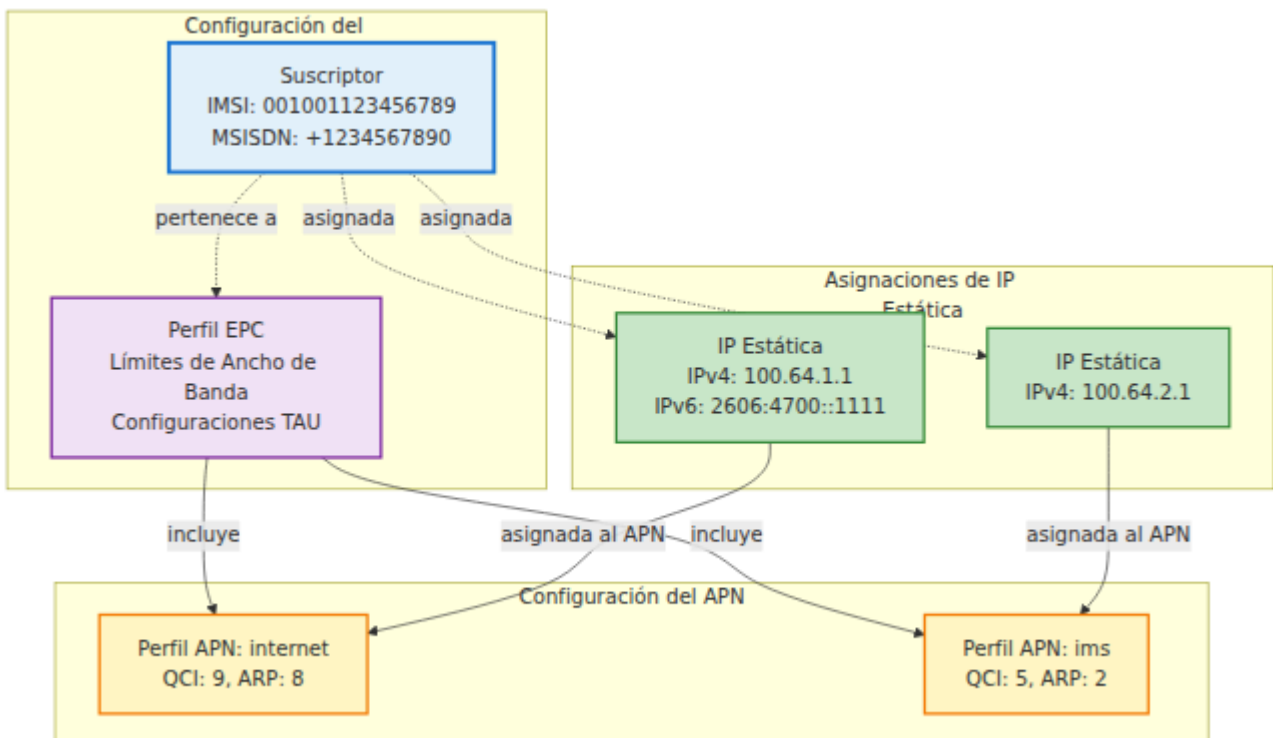 Configuración del
Suscriptor
IMSI: 001001123456789
MSISDN: +1234567890
pertenece a
asignada
asignada
Asignaciones de IP
Estática
Perfil EPC
Límites de Ancho de
Banda
Configuraciones TAU
IP Estática
IPv4: 100.64.1.1
IPv6: 2606:4700::1111
IP Estática
IPv4: 100.64.2.1
incluye
asignada al APN
incluye
asignada al APN
Configuración del APN
Perfil APN: internet
QCI: 9, ARP: 8
Perfil APN: ims
QCI: 5, ARP: 2